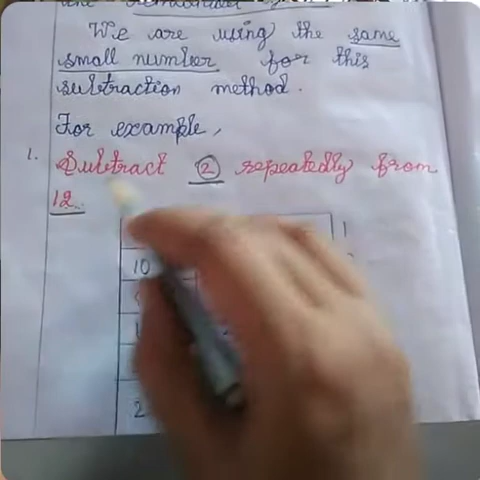 We are using the same
small number for this
subtraction method.
For example,
1. Subtract 2 repeatedly from
12.
1
10
2